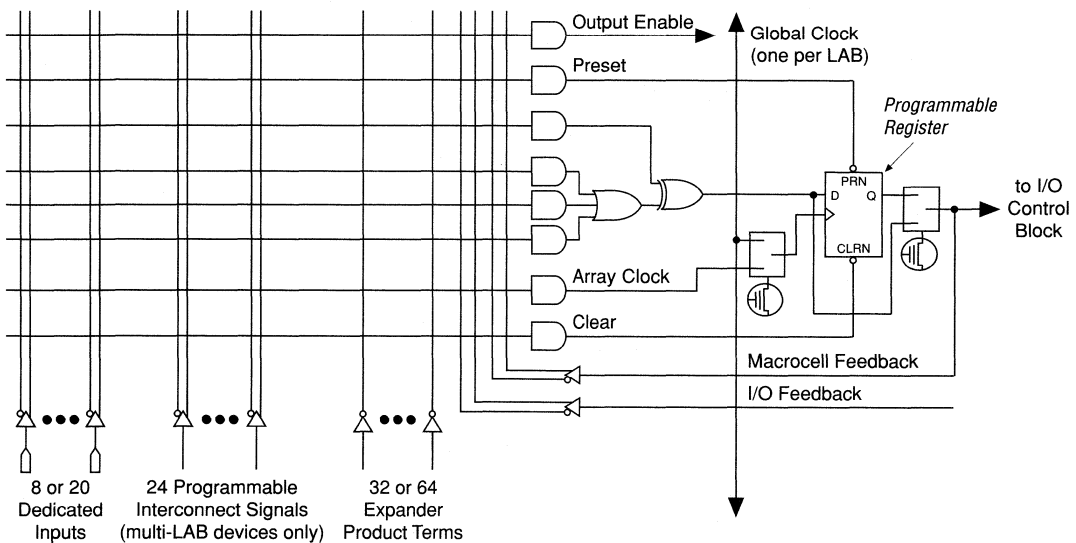 Output Enable
Global Clock
(one per LAB)
Preset
Programmable
Register
PRN
D
Q
to I/O
Control
Block
CLRN
Array Clock
Clear
Macrocell Feedback
I/O Feedback
8 or 20
Dedicated
Inputs
24 Programmable
Interconnect Signals
(multi-LAB devices only)
32 or 64
Expander
Product Terms